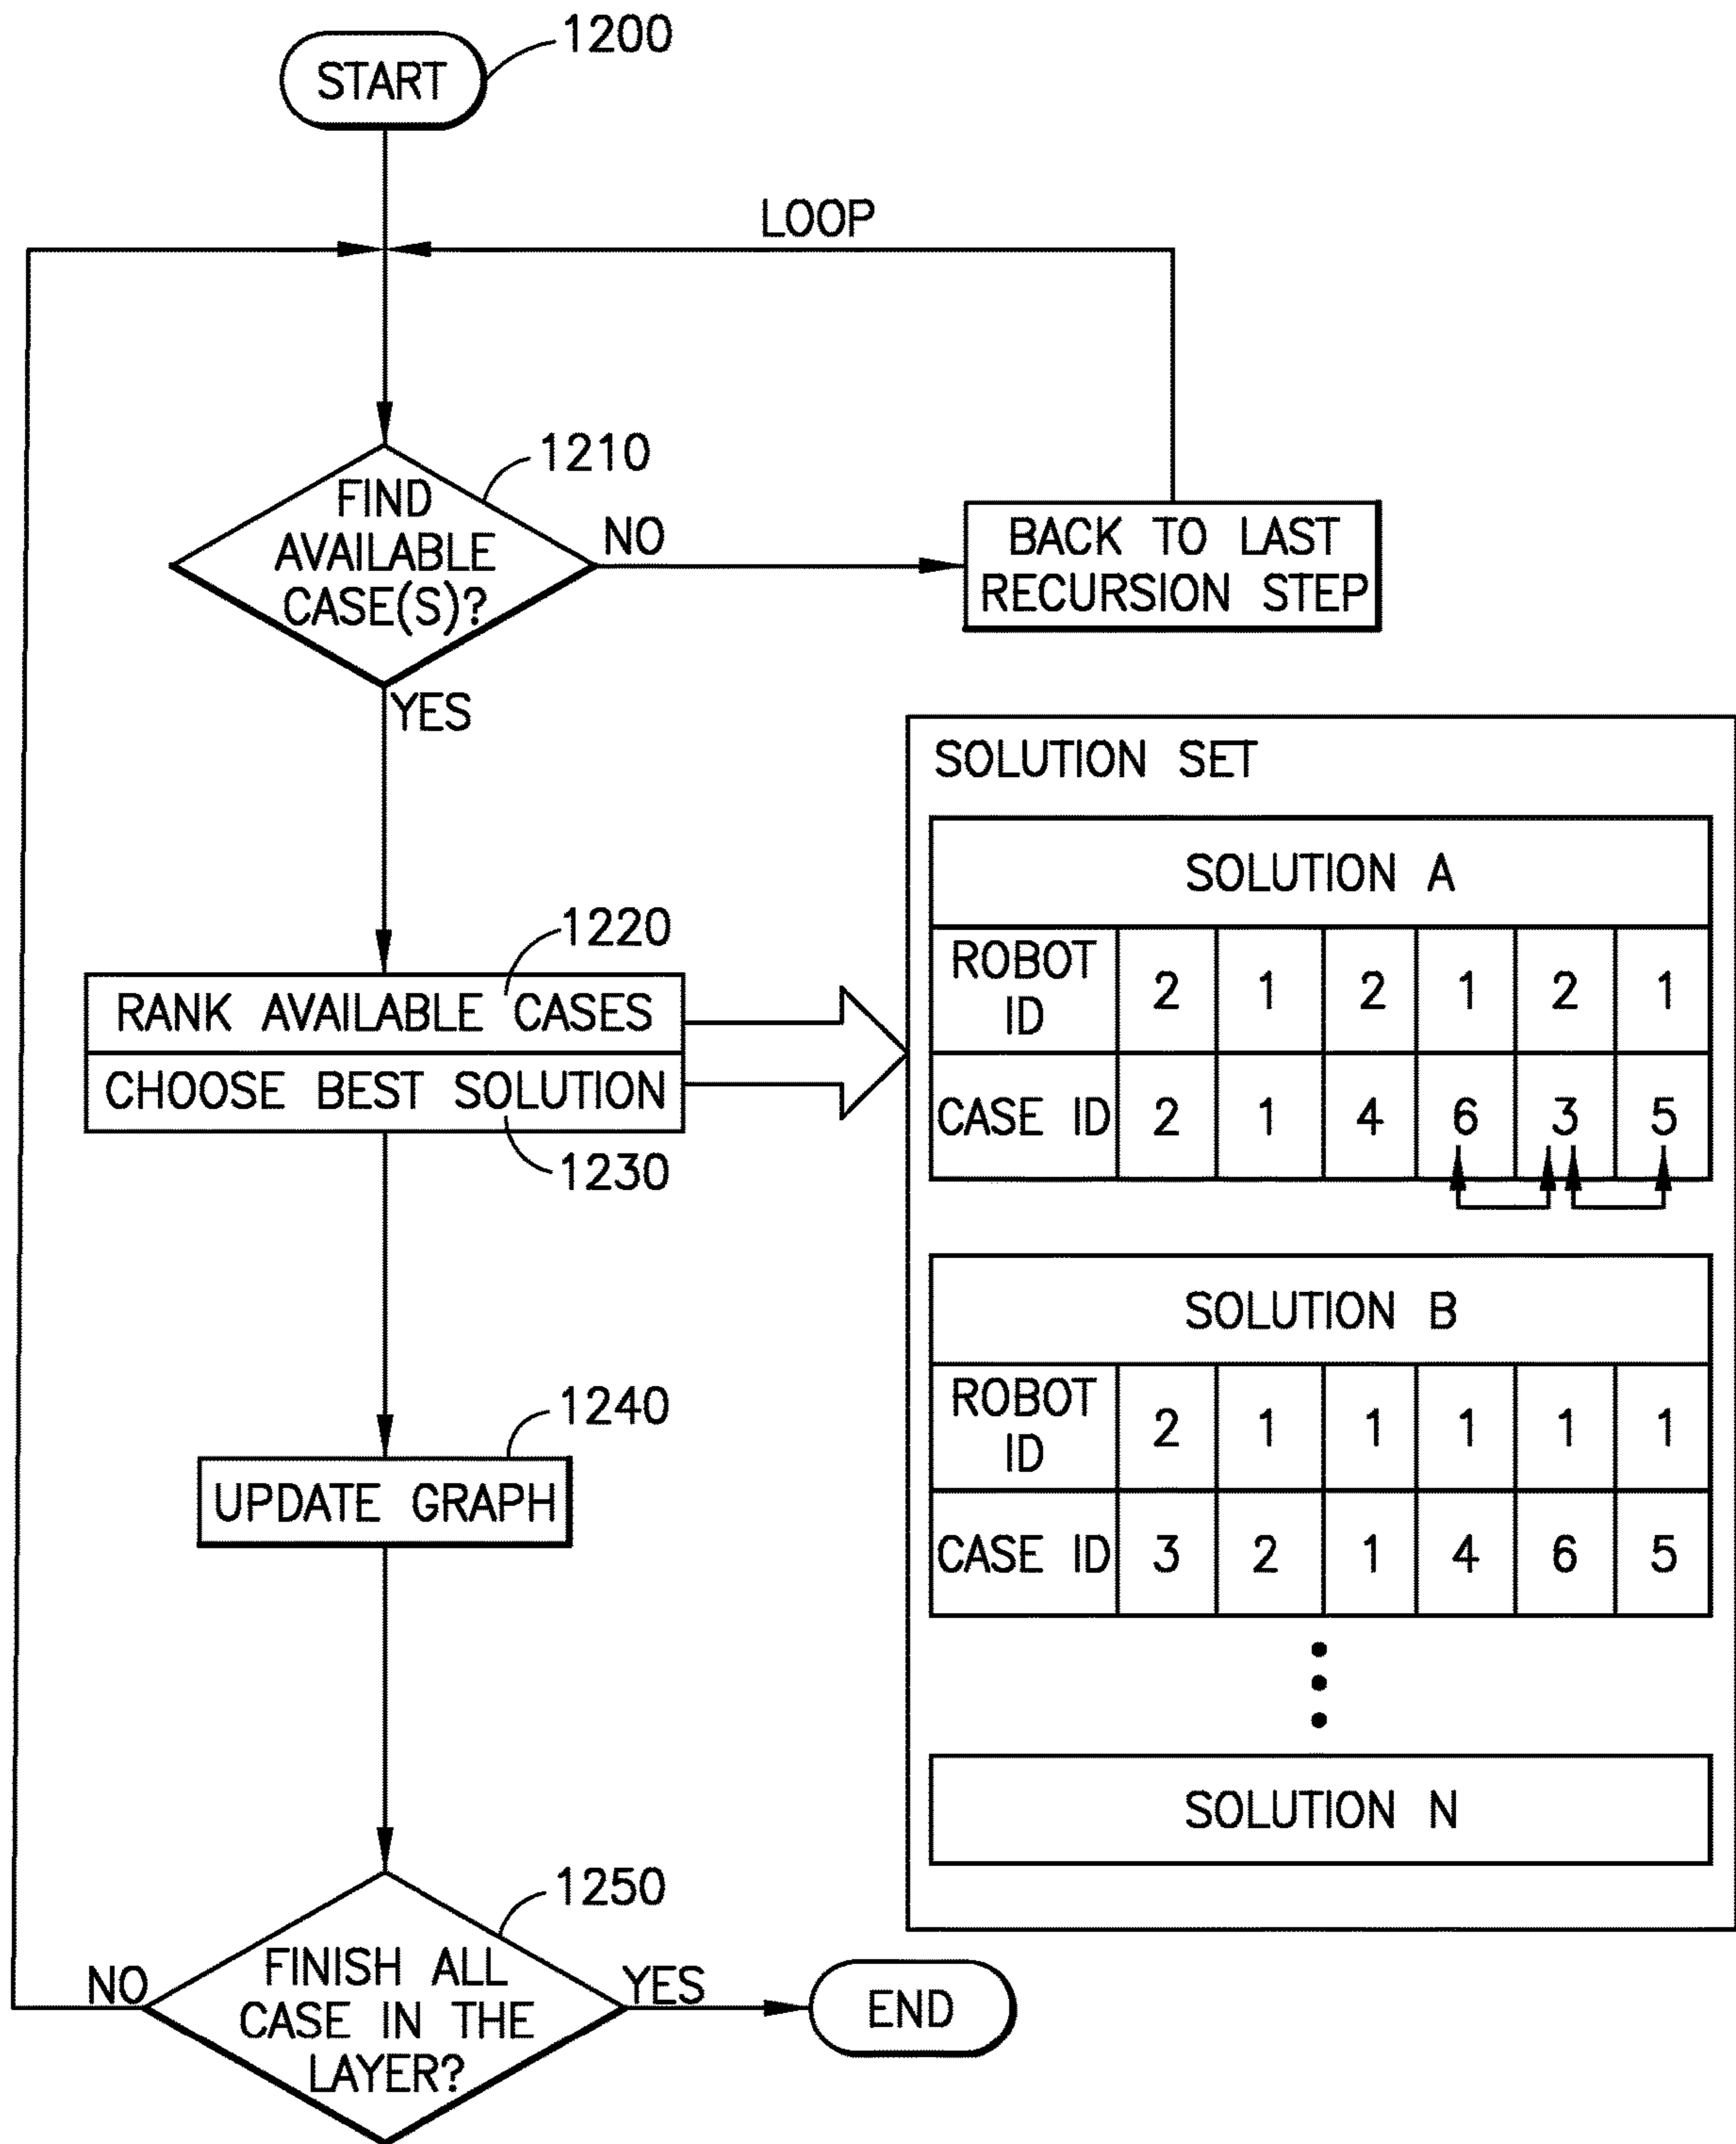 1200
START
LOOP
1210
FIND
AVAILABLE
CASE(S)?
NO
BACK TO LAST
RECURSION STEP
YES
SOLUTION SET
SOLUTION A
ROBOT
ID
2 1 2 1 2 1
CASE ID 2 1 4 6 3 5
1220
RANK AVAILABLE CASES
CHOOSE BEST SOLUTION
1230
SOLUTION B
ROBOT
ID
2 1 1 1 1 1
CASE ID 3 2 1 4 6 5
SOLUTION N
1240
UPDATE GRAPH
1250
FINISH ALL
CASE IN THE
LAYER?
NO
YES
END